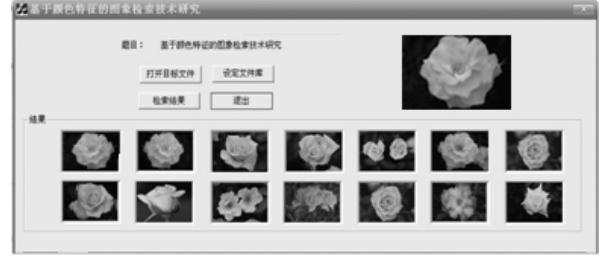 基于颜色特征的图象检索技术研究
题目： 基于颜色特征的图象检索技术研究
打开目标文件 设定文件库
检索结果 退出
结果